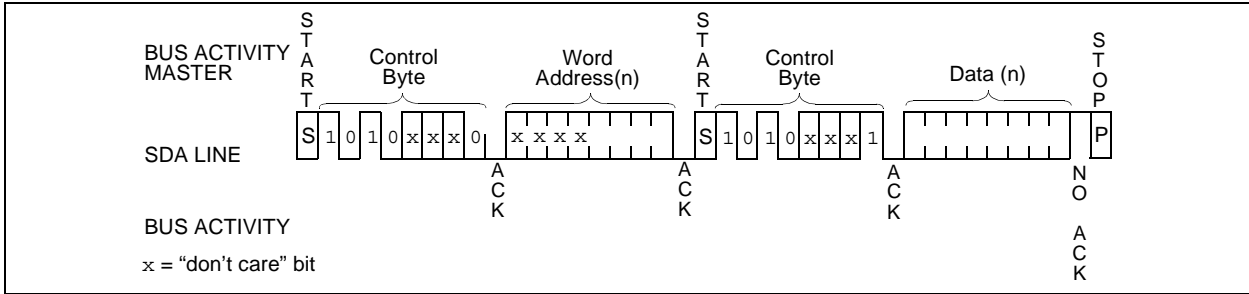 START
START
STOP
BUS ACTIVITY
MASTER
Control
Byte
Word
Address(n)
Control
Byte
Data (n)
SDA LINE
S 1 0 1 0 x x x 0 x x x x S 1 0 1 0 x x x 1 P
ACK
ACK
ACK
NO ACK
BUS ACTIVITY
x = “don’t care” bit